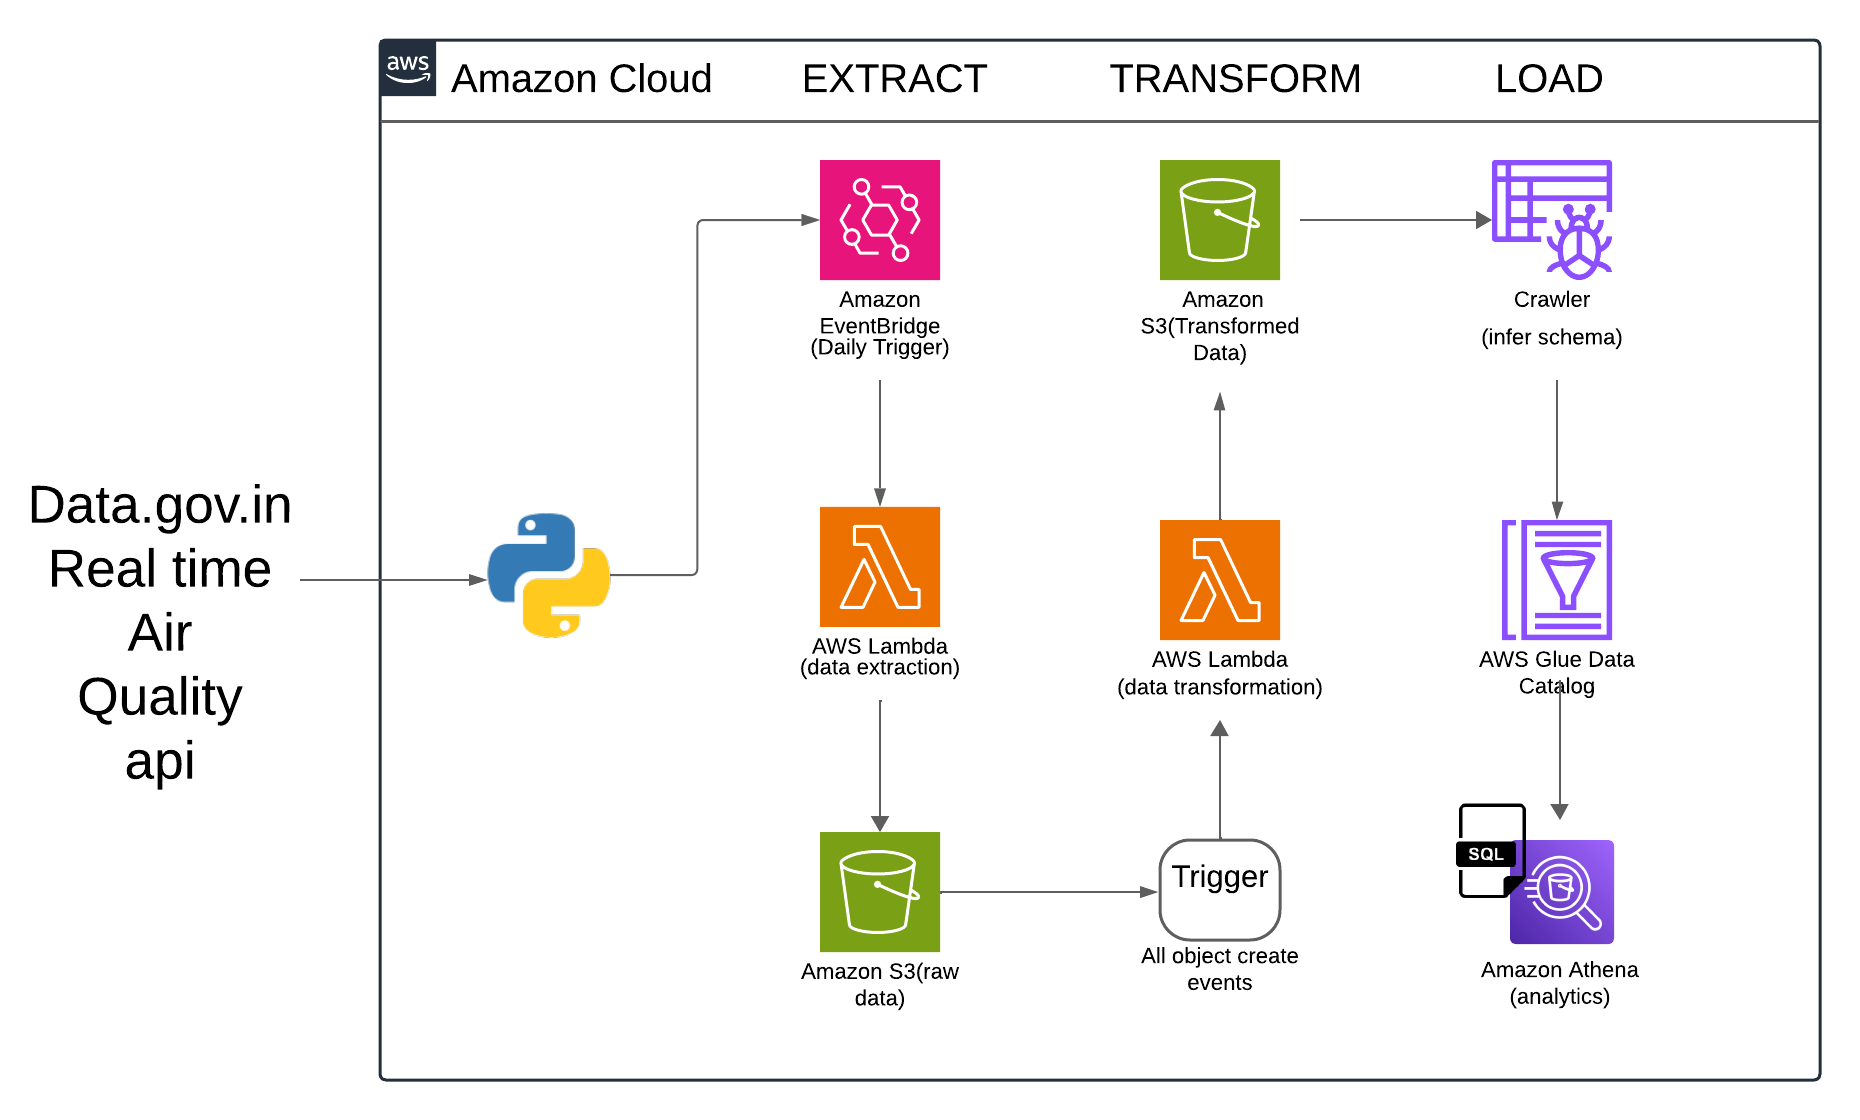 aws
Amazon Cloud
EXTRACT
TRANSFORM
LOAD
Data.gov.in
Real time
Air
Quality
api
Amazon
EventBridge
(Daily Trigger)
AWS Lambda
(data extraction)
Amazon S3(raw
data)
Amazon
S3(Transformed
Data)
AWS Lambda
(data transformation)
Trigger
All object create
events
Crawler
(infer schema)
AWS Glue Data
Catalog
SQL
Amazon Athena
(analytics)